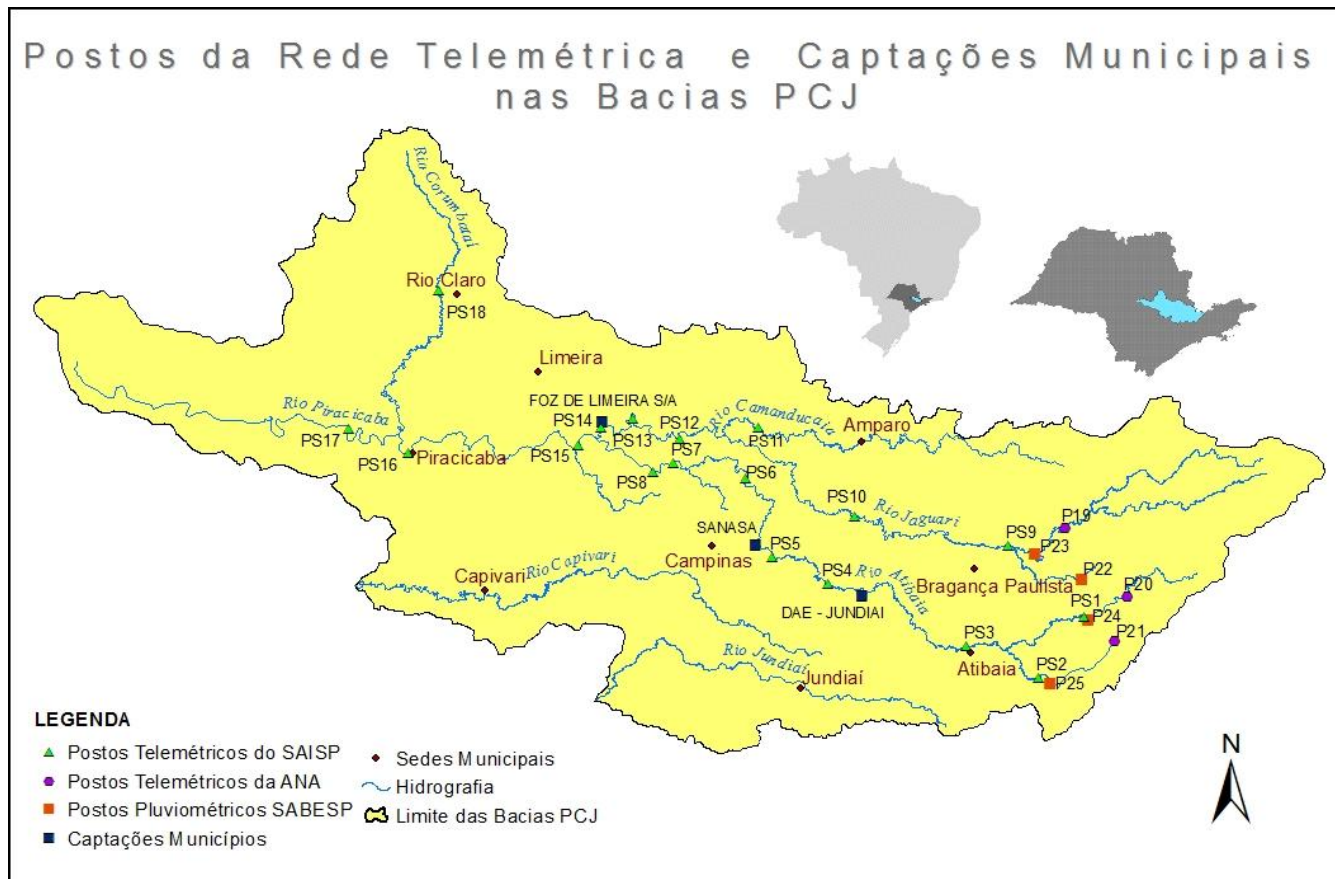 Postos da Rede Telemétrica e Captações Municipais
nas Bacias PCJ
Rio Corumbataí
Rio Claro
PS18
Limeira
FOZ DE LIMEIRA S/A
Rio Piracicaba
PS17
PS16
Piracicaba
PS15
PS14
PS13
PS12
PS7
PS8
Rio Camanducaia
PS11
Amparo
PS6
PS10
Rio Jaguari
P19
PS9
P23
SANASA
PS5
Campinas
Capivari
Rio Capivari
PS4
Rio Atibaia
DAE - JUNDIAI
Bragança Paulista
P22
P20
PS1
P24
P21
PS3
Atibaia
PS2
P25
Rio Jundiaí
Jundiaí
LEGENDA
Postos Telemétricos do SAISP
Postos Telemétricos da ANA
Postos Pluviométricos SABESP
Captações Municípios
Sedes Municipais
Hidrografia
Limite das Bacias PCJ
N